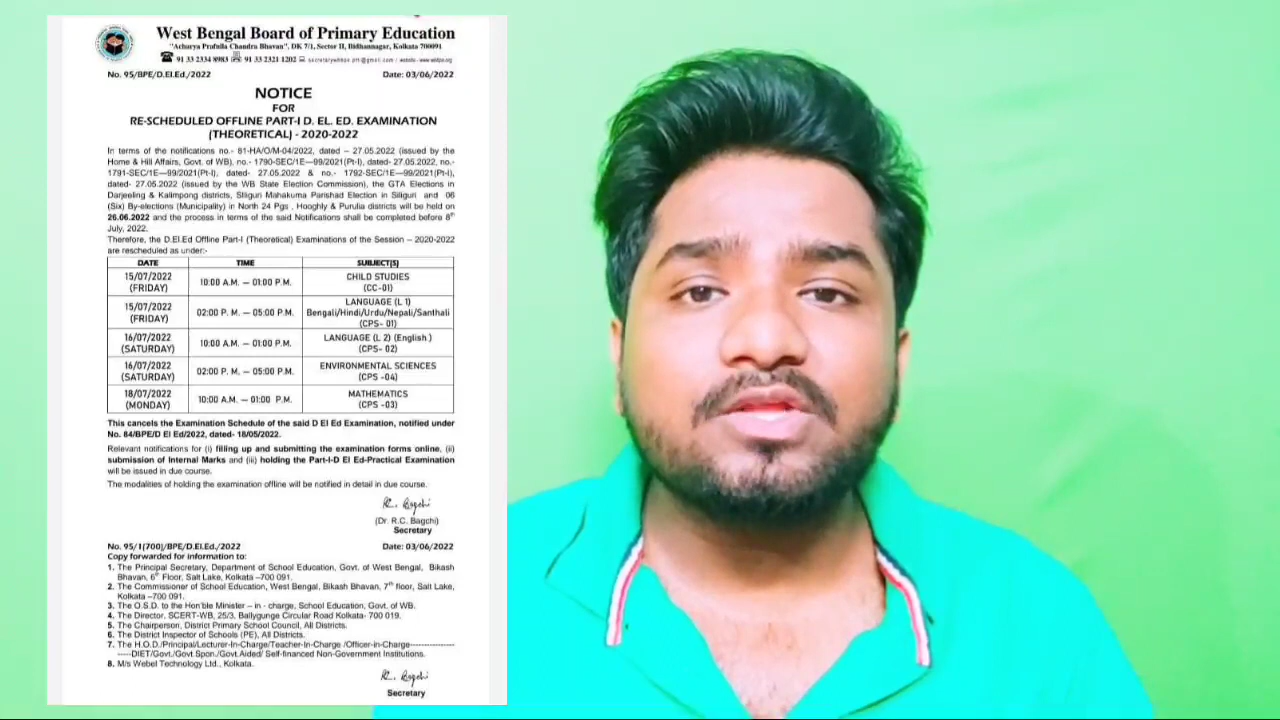 West Bengal Board of Primary Education
"Acharya Prafulla Chandra Bhavan", DK 7/1, Sector II, Bidhannagar, Kolkata 700091
91 33 2334 8983 91 33 2321 1202
No. 95/BPE/D.El.Ed./2022 Date: 03/06/2022
NOTICE
FOR
RE-SCHEDULED OFFLINE PART-I D. EL. ED. EXAMINATION
(THEORETICAL) - 2020-2022
In terms of the notifications no.- 81-HA/O/M-04/2022, dated – 27.05.2022 (issued by the
Home & Hill Affairs, Govt. of WB), no.- 1790-SEC/1E—99/2021(Pt-I), dated- 27.05.2022, no.-
1791-SEC/1E—99/2021(Pt-I), dated- 27.05.2022 & no.- 1792-SEC/1E—99/2021(Pt-I),
dated- 27.05.2022 (issued by the WB State Election Commission), the GTA Elections in
Darjeeling & Kalimpong districts, Siliguri Mahakuma Parishad Election in Siliguri and 06
(Six) By-elections (Municipality) in North 24 Pgs , Hooghly & Purulia districts will be held on
26.06.2022 and the process in terms of the said Notifications shall be completed before 8th
July, 2022.
Therefore, the D.El.Ed Offline Part-I (Theoretical) Examinations of the Session – 2020-2022
are rescheduled as under:-
DATE TIME SUBJECT(S)
15/07/2022 (FRIDAY) 10:00 A.M. — 01:00 P.M. CHILD STUDIES (CC-01)
15/07/2022 (FRIDAY) 02:00 P. M. — 05:00 P.M. LANGUAGE (L 1) Bengali/Hindi/Urdu/Nepali/Santhali (CPS- 01)
16/07/2022 (SATURDAY) 10:00 A.M. — 01:00 P.M. LANGUAGE (L 2) (English ) (CPS- 02)
16/07/2022 (SATURDAY) 02:00 P. M. — 05:00 P.M. ENVIRONMENTAL SCIENCES (CPS -04)
18/07/2022 (MONDAY) 10:00 A.M. — 01:00 P.M. MATHEMATICS (CPS -03)
This cancels the Examination Schedule of the said D El Ed Examination, notified under
No. 84/BPE/D El Ed/2022, dated- 18/05/2022.
Relevant notifications for (i) filling up and submitting the examination forms online, (ii)
submission of Internal Marks and (iii) holding the Part-I-D El Ed-Practical Examination
will be issued in due course.
The modalities of holding the examination offline will be notified in detail in due course.
R. Bagchi
(Dr. R.C. Bagchi)
Secretary
No. 95/1(700)/BPE/D.El.Ed./2022 Date: 03/06/2022
Copy forwarded for information to:
1. The Principal Secretary, Department of School Education, Govt. of West Bengal, Bikash
Bhavan, 6th Floor, Salt Lake, Kolkata –700 091.
2. The Commissioner of School Education, West Bengal, Bikash Bhavan, 7th floor, Salt Lake,
Kolkata –700 091.
3. The O.S.D. to the Hon'ble Minister – in - charge, School Education, Govt. of WB.
4. The Director, SCERT-WB, 25/3, Ballygunge Circular Road Kolkata- 700 019.
5. The Chairperson, District Primary School Council, All Districts.
6. The District Inspector of Schools (PE), All Districts.
7. The H.O.D./Principal/Lecturer-In-Charge/Teacher-In-Charge /Officer-in-Charge---------------
-----DIET/Govt./Govt.Spon./Govt.Aided/ Self-financed Non-Government Institutions.
8. M/s Webel Technology Ltd., Kolkata.
R. Bagchi
Secretary